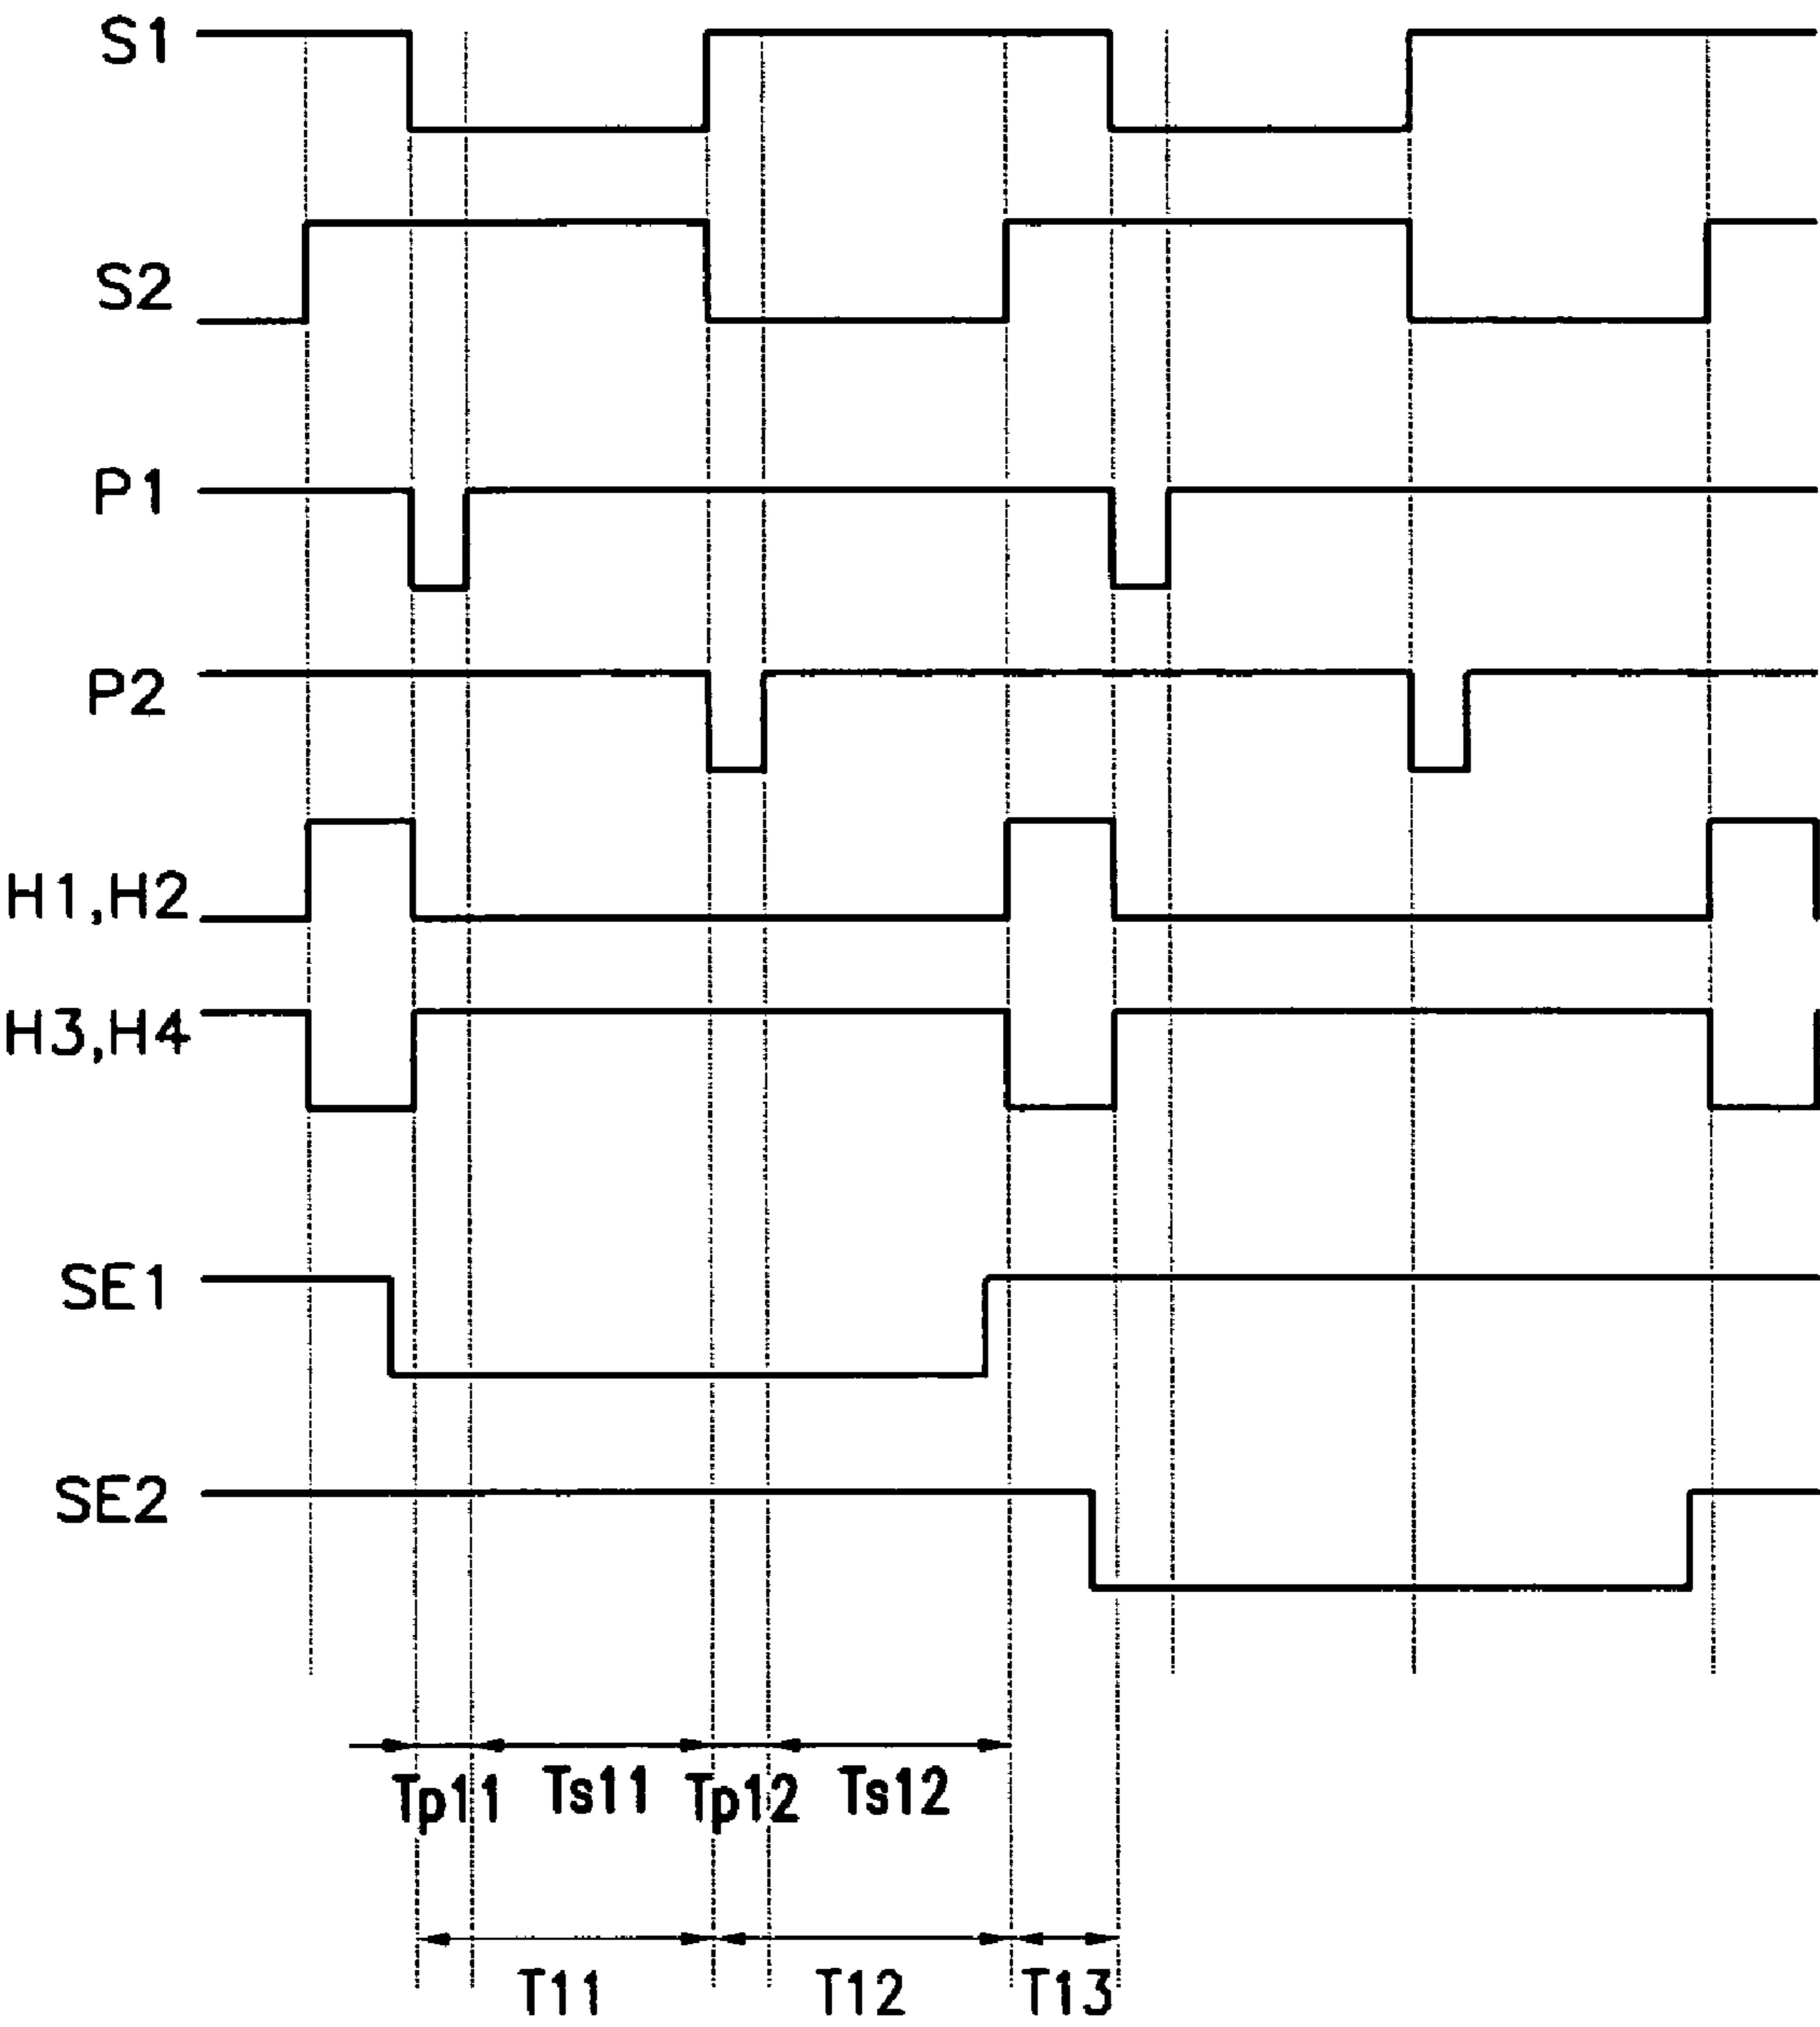 S1
S2
P1
P2
H1,H2
H3,H4
SE1
SE2
Tp11 Ts11 Tp12 Ts12
T11 T12 T13